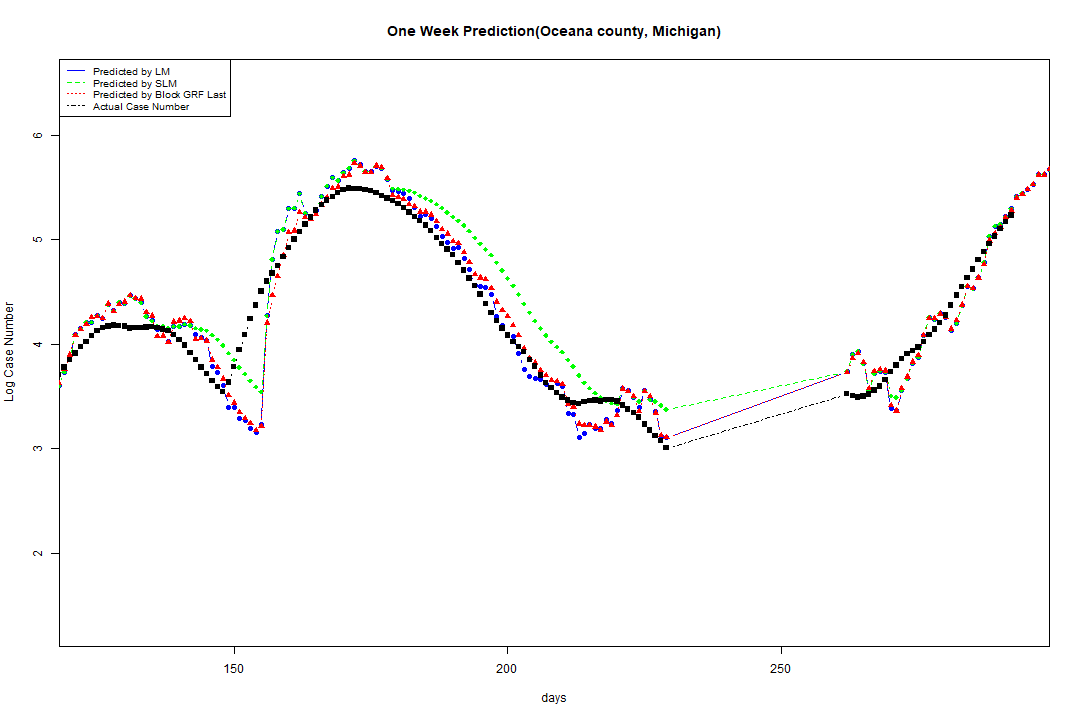 One Week Prediction(Oceana county, Michigan)
Predicted by LM
Predicted by SLM
Predicted by Block GRF Last
Actual Case Number
6
5
4
3
2
Log Case Number
150
200
250
days